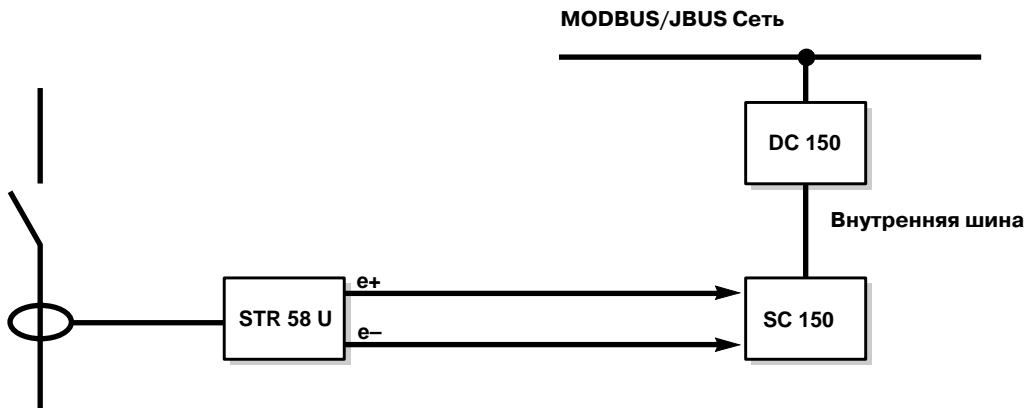 MODBUS/JBUS Сеть
DC 150
Внутренняя шина
e+
STR 58 U
SC 150
e–